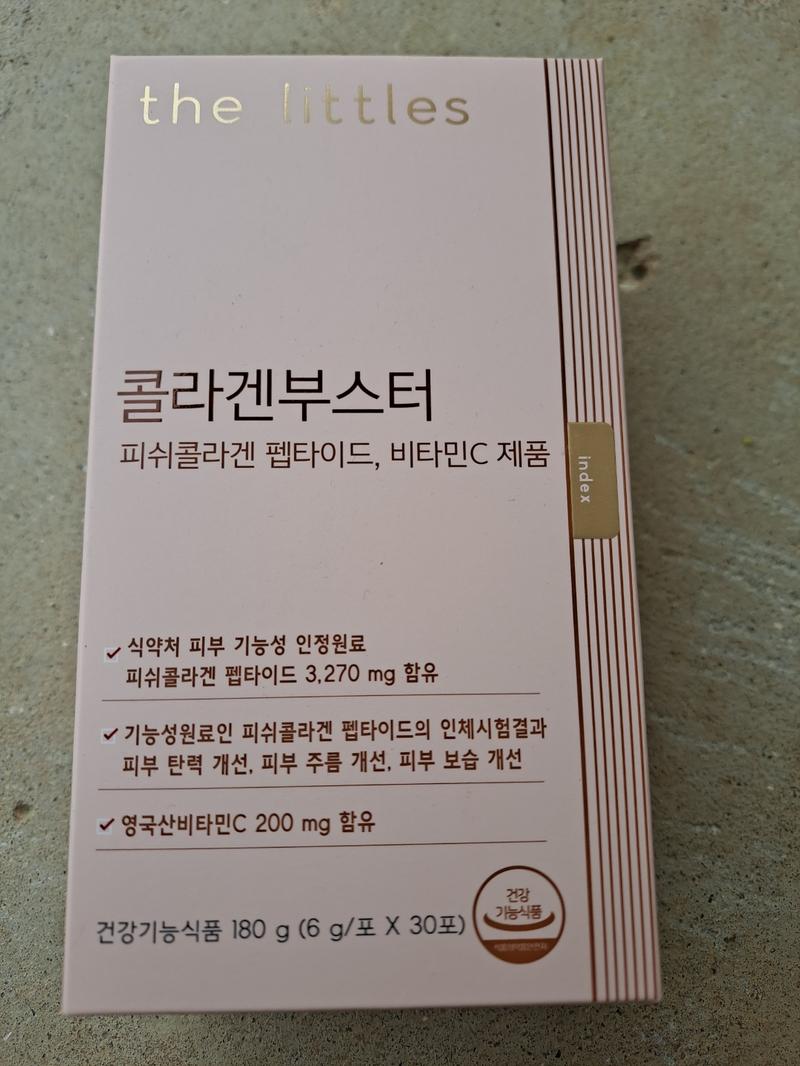 the littles
콜라겐부스터
피쉬콜라겐 펩타이드, 비타민C 제품
index
식약처 피부 기능성 인정원료
피쉬콜라겐 펩타이드 3,270 mg 함유
기능성원료인 피쉬콜라겐 펩타이드의 인체시험결과
피부 탄력 개선, 피부 주름 개선, 피부 보습 개선
영국산비타민C 200 mg 함유
건강기능식품 180 g (6 g/포 X 30포)
건강
기능식품